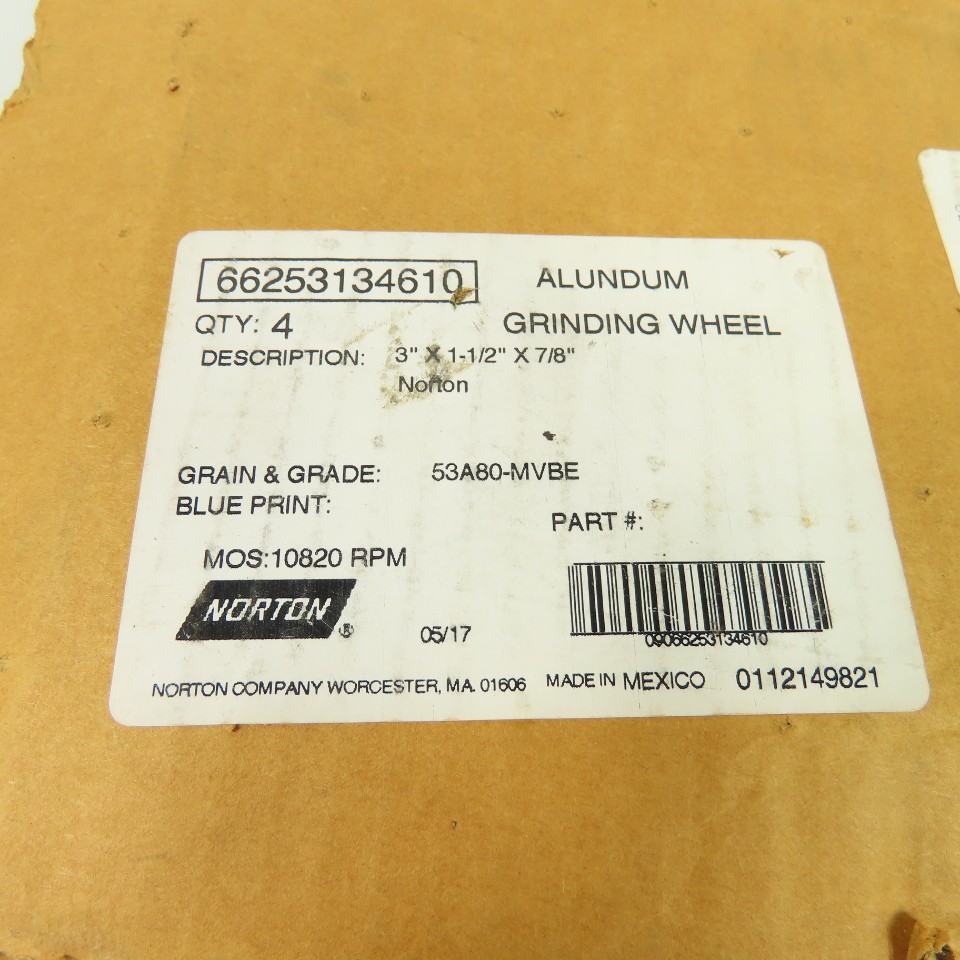 66253134610 ALUNDUM
QTY: 4 GRINDING WHEEL
DESCRIPTION: 3" X 1-1/2" X 7/8"
Norton
GRAIN & GRADE: 53A80-MVBE
BLUE PRINT:
PART #:
MOS:10820 RPM
NORTON®
05/17
09066253134610
NORTON COMPANY WORCESTER, MA. 01606 MADE IN MEXICO 0112149821